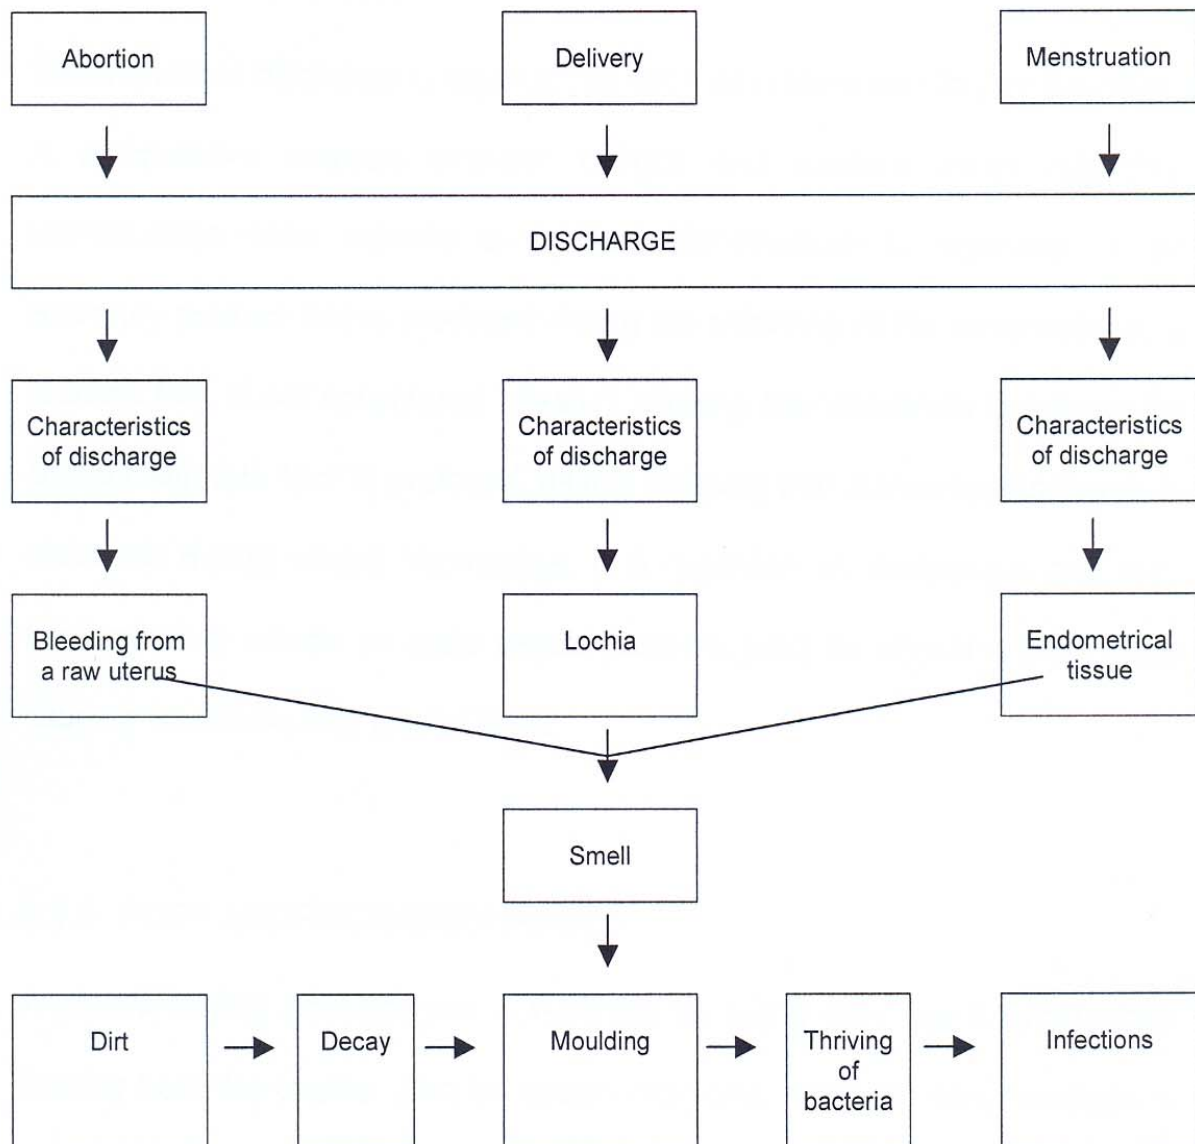 Abortion
Delivery
Menstruation
DISCHARGE
Characteristics
of discharge
Characteristics
of discharge
Characteristics
of discharge
Bleeding from
a raw uterus
Lochia
Endometrical
tissue
Smell
Dirt
Decay
Moulding
Thriving
of
bacteria
Infections